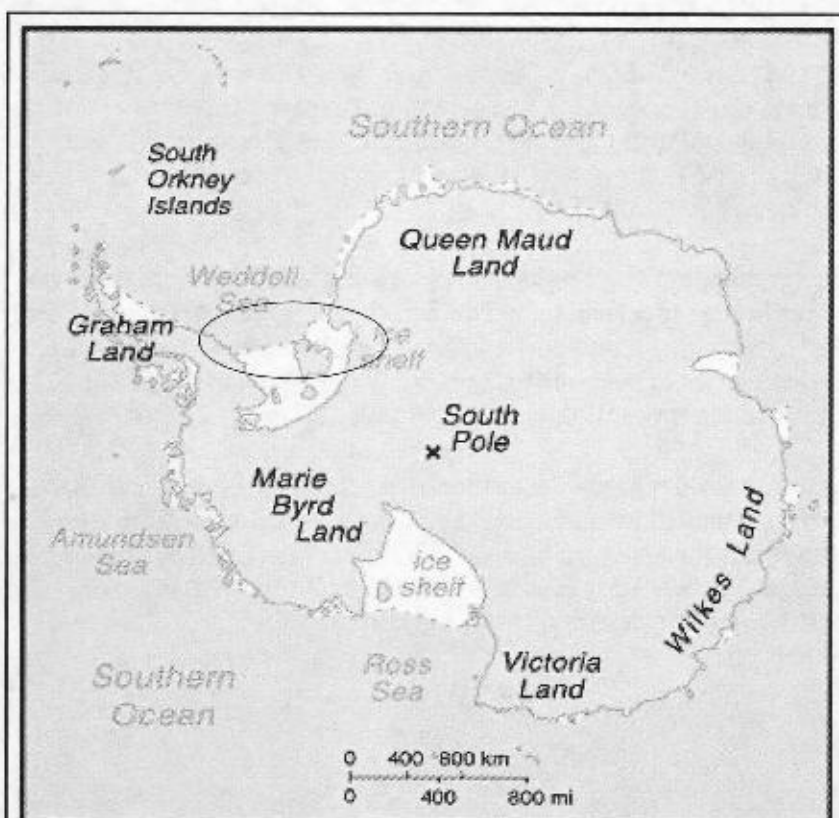 Southern Ocean
South
Orkney
Islands
Queen Maud
Land
Weddell
Sea
Graham
Land
ice
shelf
South
Pole
Marie
Byrd
Land
Amundsen
Sea
ice
shelf
Wilkes Land
Ross
Sea
Victoria
Land
Southern
Ocean
0 400 800 km
0 400 800 mi